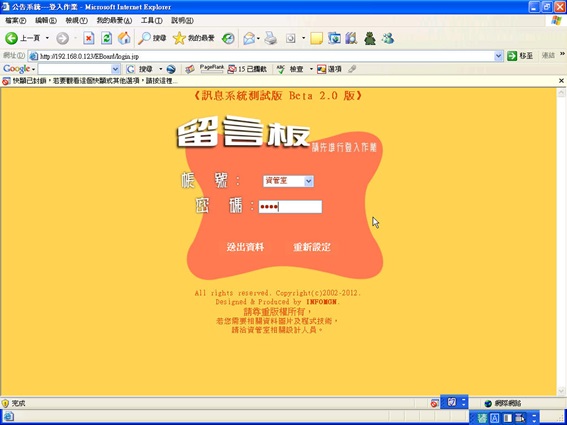 公告系統---登入作業 - Microsoft Internet Explorer
檔案(F) 編輯(E) 檢視(V) 我的最愛(A) 工具(T) 說明(H)
上一頁 搜尋 我的最愛
網址(D) http://192.168.0.123/EBoard/login.jsp 移至 連結 »
Google 搜尋 PageRank 15 已攔截 檢查 選項
快顯已封鎖。若要觀看這個快顯或其他選項，請按這裡...
《訊息系統測試版 Beta 2.0 版》
留言板
請先進行登入作業
帳 號： 資管室
密 碼：••••
送出資料 重新設定
All rights reserved. Copyright(c)2002-2012.
Designed & Produced by INFOMGN.
請尊重版權所有，
若您需要相關資料圖片及程式技術，
請洽資管室相關設計人員。
完成 網際網路